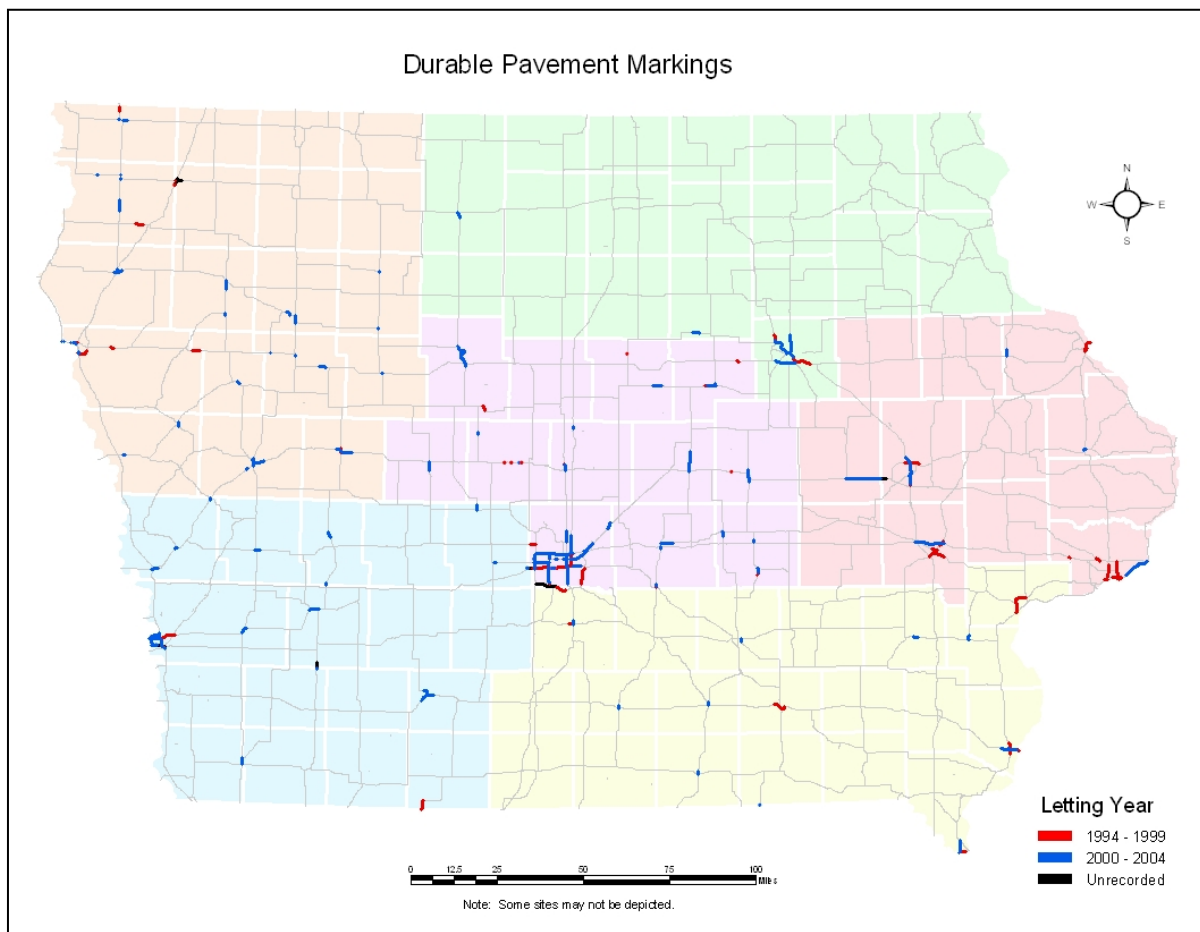 Durable Pavement Markings
N
W E
S
Letting Year
1994 - 1999
2000 - 2004
Unrecorded
0 12.5 25 50 75 100
Miles
Note: Some sites may not be depicted.